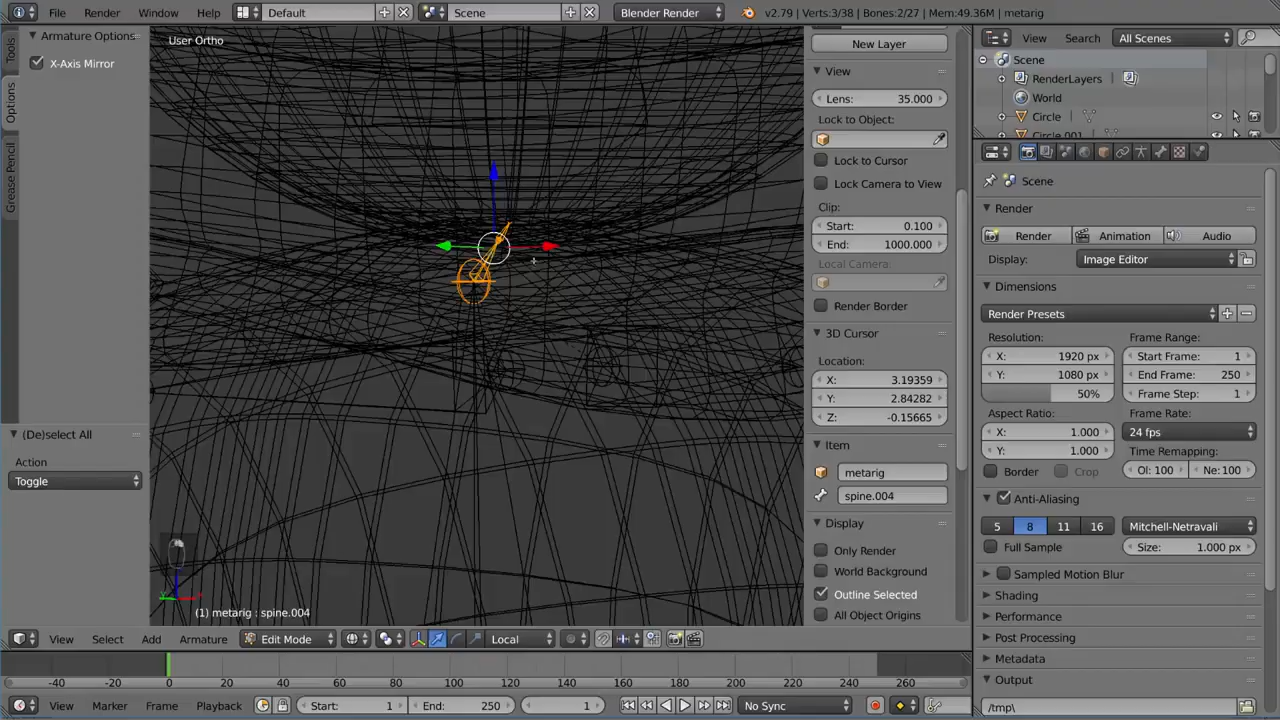 File Render Window Help Default Scene Blender Render v2.79 | Verts:3/38 | Bones:2/27 | Mem:49.36M | metarig
Tools
Options
Grease Pencil
Armature Options
X-Axis Mirror
(De)select All
Action
Toggle
User Ortho
(1) metarig : spine.004
New Layer
View
Lens: 35.000
Lock to Object:
Lock to Cursor
Lock Camera to View
Clip:
Start: 0.100
End: 1000.000
Local Camera:
Render Border
3D Cursor
Location:
X: 3.19359
Y: 2.84282
Z: -0.15665
Item
metarig
spine.004
Display
Only Render
World Background
Outline Selected
All Object Origins
View Select Add Armature Edit Mode Local
-40 -20 0 20 40 60 80 100 120 140 160 180 200 220 240 260
View Marker Frame Playback Start: 1 End: 250 1 No Sync
View Search All Scenes
Scene
RenderLayers
World
Circle
Circle.001
Scene
Render
Render Animation Audio
Display: Image Editor
Dimensions
Render Presets
Resolution: Frame Range:
X: 1920 px Start Frame: 1
Y: 1080 px End Frame: 250
50% Frame Step: 1
Aspect Ratio: Frame Rate:
X: 1.000 24 fps
Y: 1.000 Time Remapping:
Border Crop Ol: 100 Ne: 100
Anti-Aliasing
5 8 11 16 Mitchell-Netravali
Full Sample Size: 1.000 px
Sampled Motion Blur
Shading
Performance
Post Processing
Metadata
Output
/tmp\